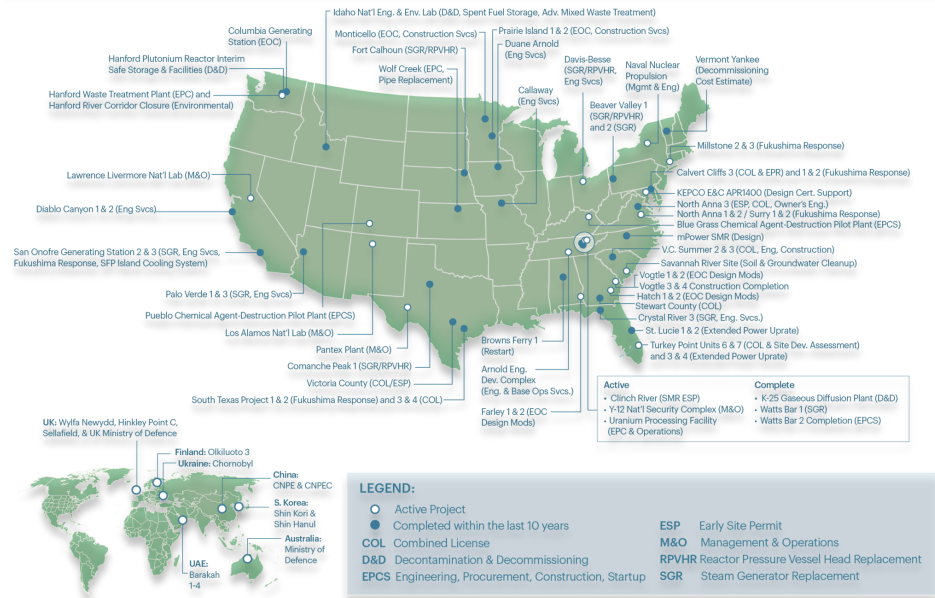 Idaho Nat'l Eng. & Env. Lab (D&D, Spent Fuel Storage, Adv. Mixed Waste Treatment)
Columbia Generating
Station (EOC)
Monticello (EOC, Construction Svcs)
Prairie Island 1 & 2 (EOC, Construction Svcs)
Fort Calhoun (SGR/RPVHR)
Duane Arnold
(Eng Svcs)
Hanford Plutonium Reactor Interim
Safe Storage & Facilities (D&D)
Wolf Creek (EPC,
Pipe Replacement)
Callaway
(Eng Svcs)
Davis-Besse
(SGR/RPVHR,
Eng Svcs)
Naval Nuclear
Propulsion
(Mgmt & Eng)
Vermont Yankee
(Decommissioning
Cost Estimate)
Hanford Waste Treatment Plant (EPC) and
Hanford River Corridor Closure (Environmental)
Beaver Valley 1
(SGR/RPVHR)
and 2 (SGR)
Millstone 2 & 3 (Fukushima Response)
Lawrence Livermore Nat'l Lab (M&O)
Calvert Cliffs 3 (COL & EPR) and 1 & 2 (Fukushima Response)
KEPCO E&C APR1400 (Design Cert. Support)
Diablo Canyon 1 & 2 (Eng Svcs)
North Anna 3 (ESP, COL, Owner's Eng.)
North Anna 1 & 2 / Surry 1 & 2 (Fukushima Response)
Blue Grass Chemical Agent-Destruction Pilot Plant (EPCS)
mPower SMR (Design)
San Onofre Generating Station 2 & 3 (SGR, Eng Svcs,
Fukushima Response, SFP Island Cooling System)
V.C. Summer 2 & 3 (COL, Eng, Construction)
Savannah River Site (Soil & Groundwater Cleanup)
Vogtle 1 & 2 (EOC Design Mods)
Vogtle 3 & 4 Construction Completion
Hatch 1 & 2 (EOC Design Mods)
Stewart County (COL)
Palo Verde 1 & 3 (SGR, Eng Svcs)
Crystal River 3 (SGR, Eng. Svcs.)
Pueblo Chemical Agent-Destruction Pilot Plant (EPCS)
St. Lucie 1 & 2 (Extended Power Uprate)
Los Alamos Nat'l Lab (M&O)
Turkey Point Units 6 & 7 (COL & Site Dev. Assessment)
and 3 & 4 (Extended Power Uprate)
Pantex Plant (M&O)
Browns Ferry 1
(Restart)
Comanche Peak 1 (SGR/RPVHR)
Arnold Eng.
Dev. Complex
(Eng. & Base Ops Svcs.)
Victoria County (COL/ESP)
South Texas Project 1 & 2 (Fukushima Response) and 3 & 4 (COL)
Farley 1 & 2 (EOC
Design Mods)
Active
• Clinch River (SMR ESP)
• Y-12 Nat'l Security Complex (M&O)
• Uranium Processing Facility
(EPC & Operations)
Complete
• K-25 Gaseous Diffusion Plant (D&D)
• Watts Bar 1 (SGR)
• Watts Bar 2 Completion (EPCS)
UK: Wylfa Newydd, Hinkley Point C,
Sellafield, & UK Ministry of Defence
Finland: Olkiluoto 3
Ukraine: Chornobyl
China:
CNPE & CNPEC
S. Korea:
Shin Kori &
Shin Hanul
Australia:
Ministry of
Defence
UAE:
Barakah
1-4
LEGEND:
Active Project
Completed within the last 10 years
COL Combined License
D&D Decontamination & Decommissioning
EPCS Engineering, Procurement, Construction, Startup
ESP Early Site Permit
M&O Management & Operations
RPVHR Reactor Pressure Vessel Head Replacement
SGR Steam Generator Replacement